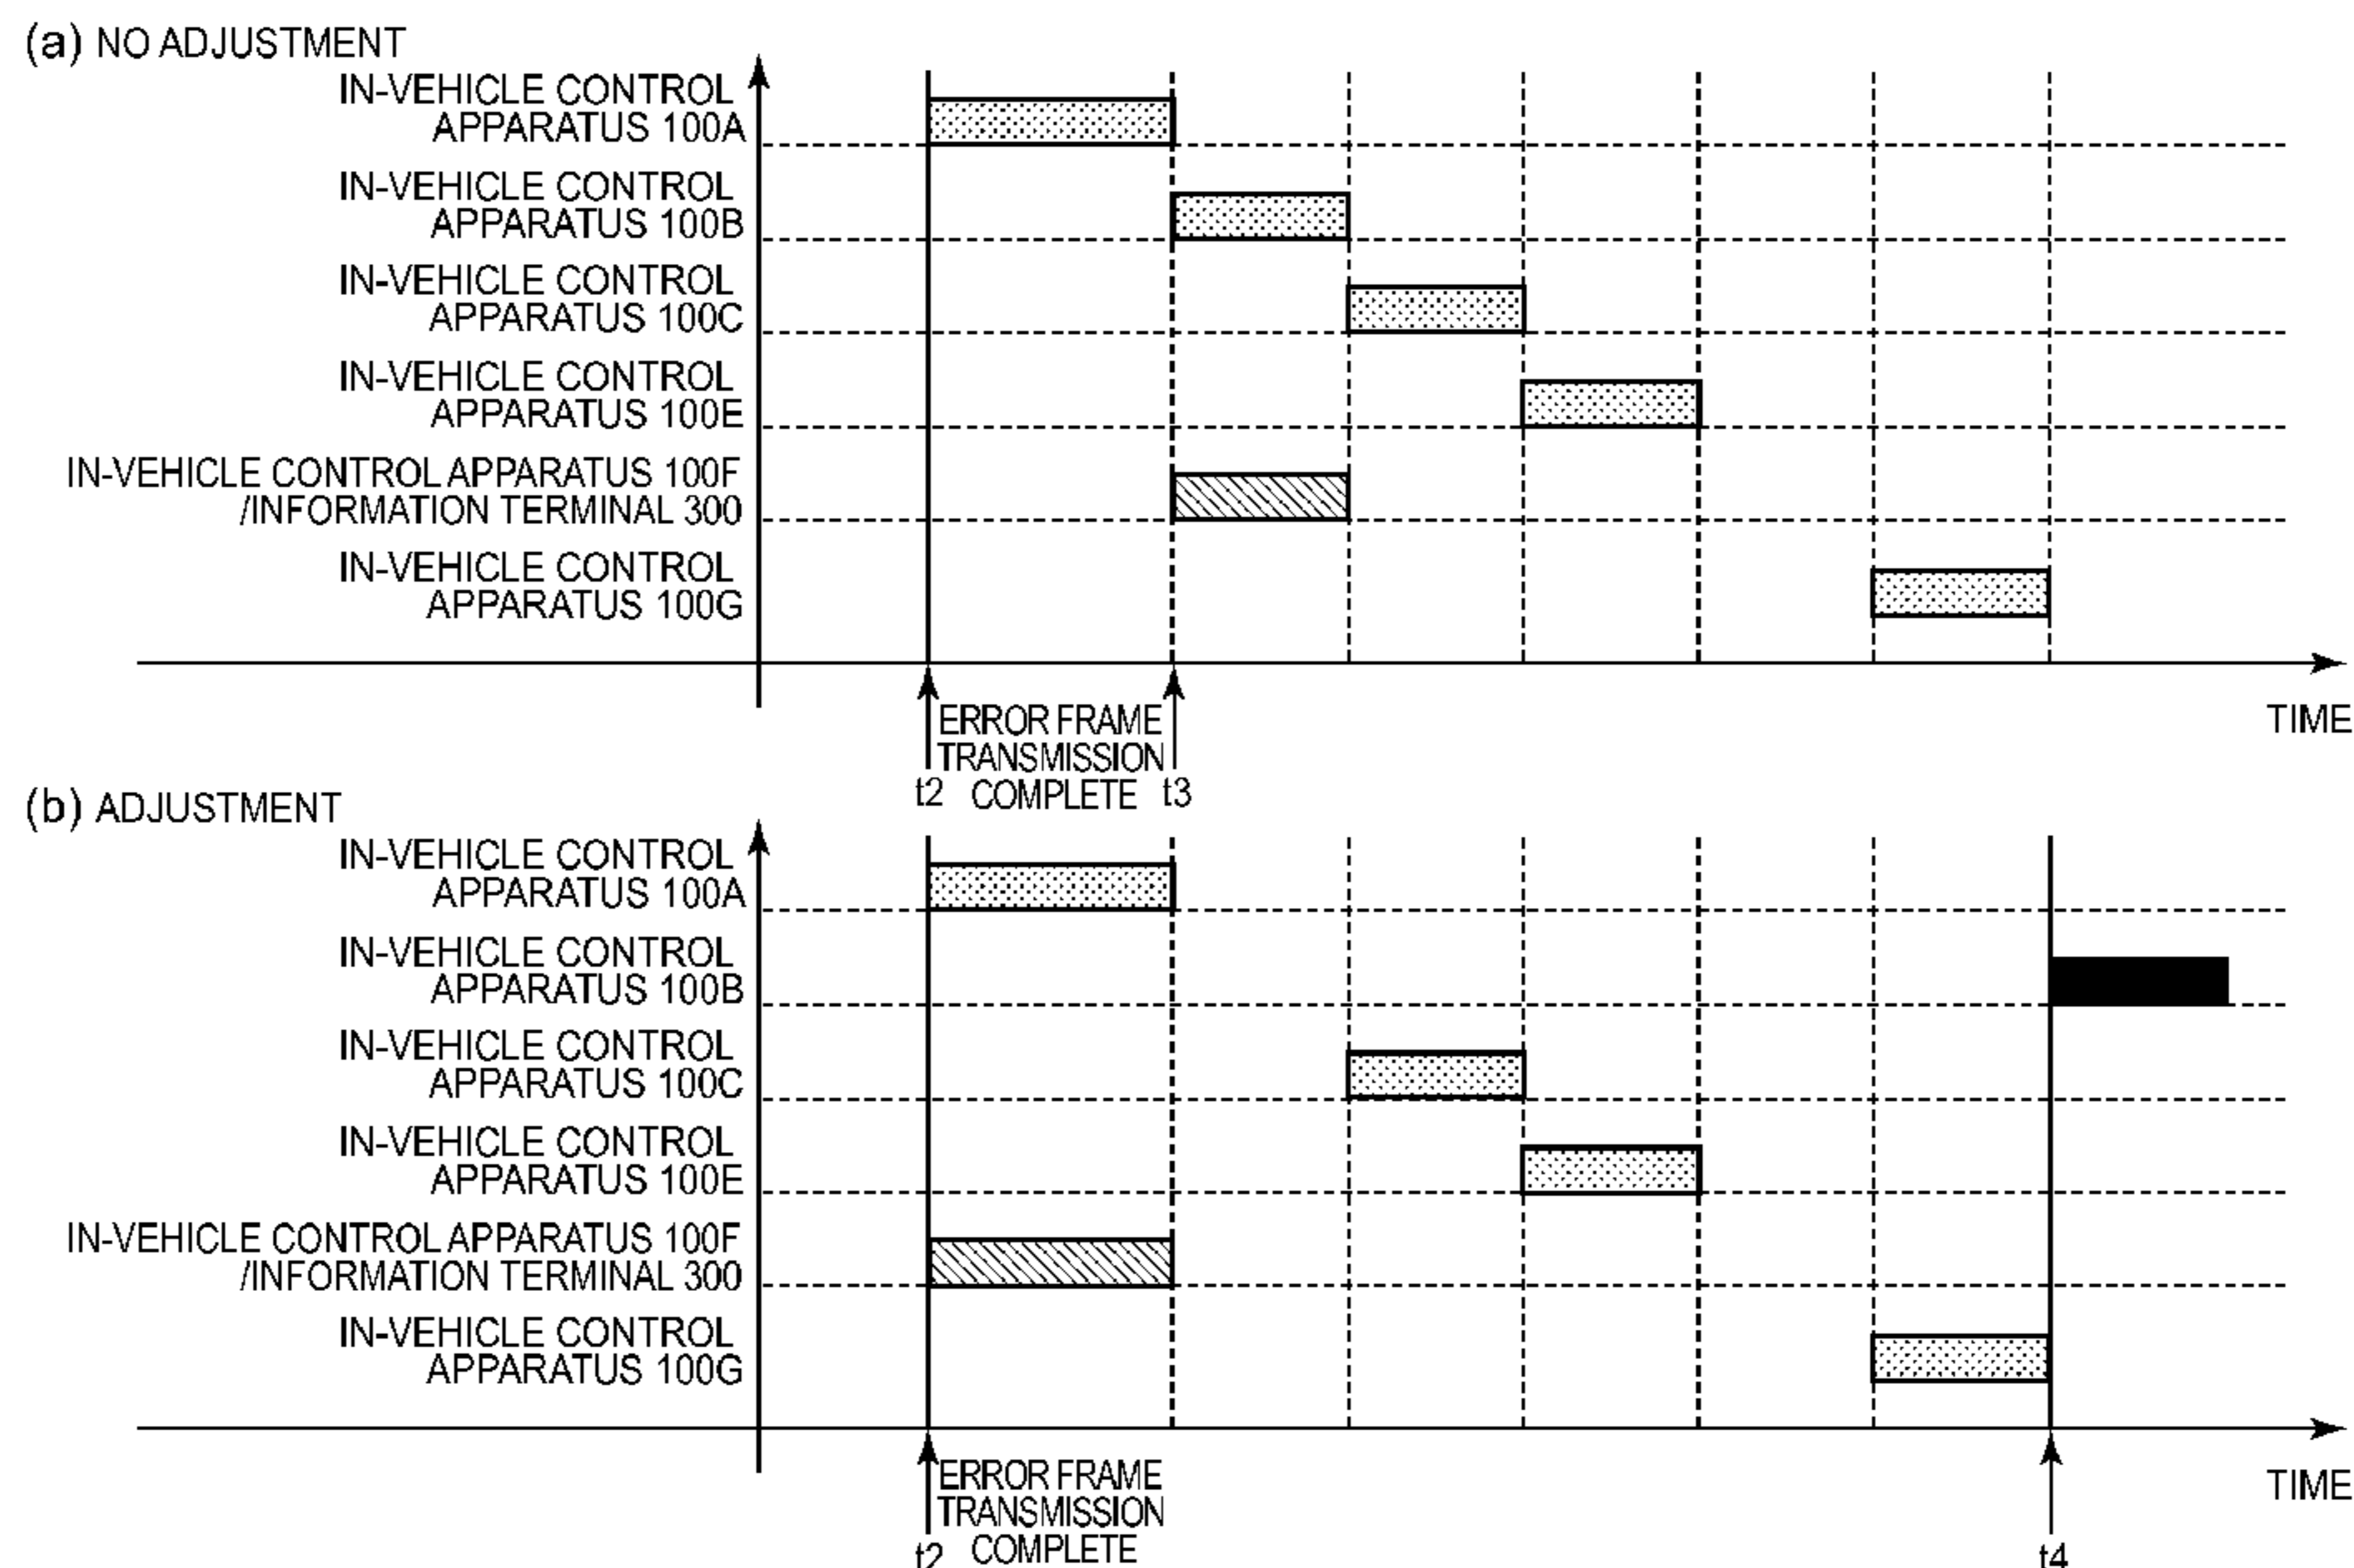 (a) NO ADJUSTMENT
IN-VEHICLE CONTROL
APPARATUS 100A
IN-VEHICLE CONTROL
APPARATUS 100B
IN-VEHICLE CONTROL
APPARATUS 100C
IN-VEHICLE CONTROL
APPARATUS 100E
IN-VEHICLE CONTROL APPARATUS 100F
/INFORMATION TERMINAL 300
IN-VEHICLE CONTROL
APPARATUS 100G
ERROR FRAME
TRANSMISSION
COMPLETE
t2
t3
TIME
(b) ADJUSTMENT
IN-VEHICLE CONTROL
APPARATUS 100A
IN-VEHICLE CONTROL
APPARATUS 100B
IN-VEHICLE CONTROL
APPARATUS 100C
IN-VEHICLE CONTROL
APPARATUS 100E
IN-VEHICLE CONTROL APPARATUS 100F
/INFORMATION TERMINAL 300
IN-VEHICLE CONTROL
APPARATUS 100G
ERROR FRAME
TRANSMISSION
COMPLETE
t2
t4
TIME